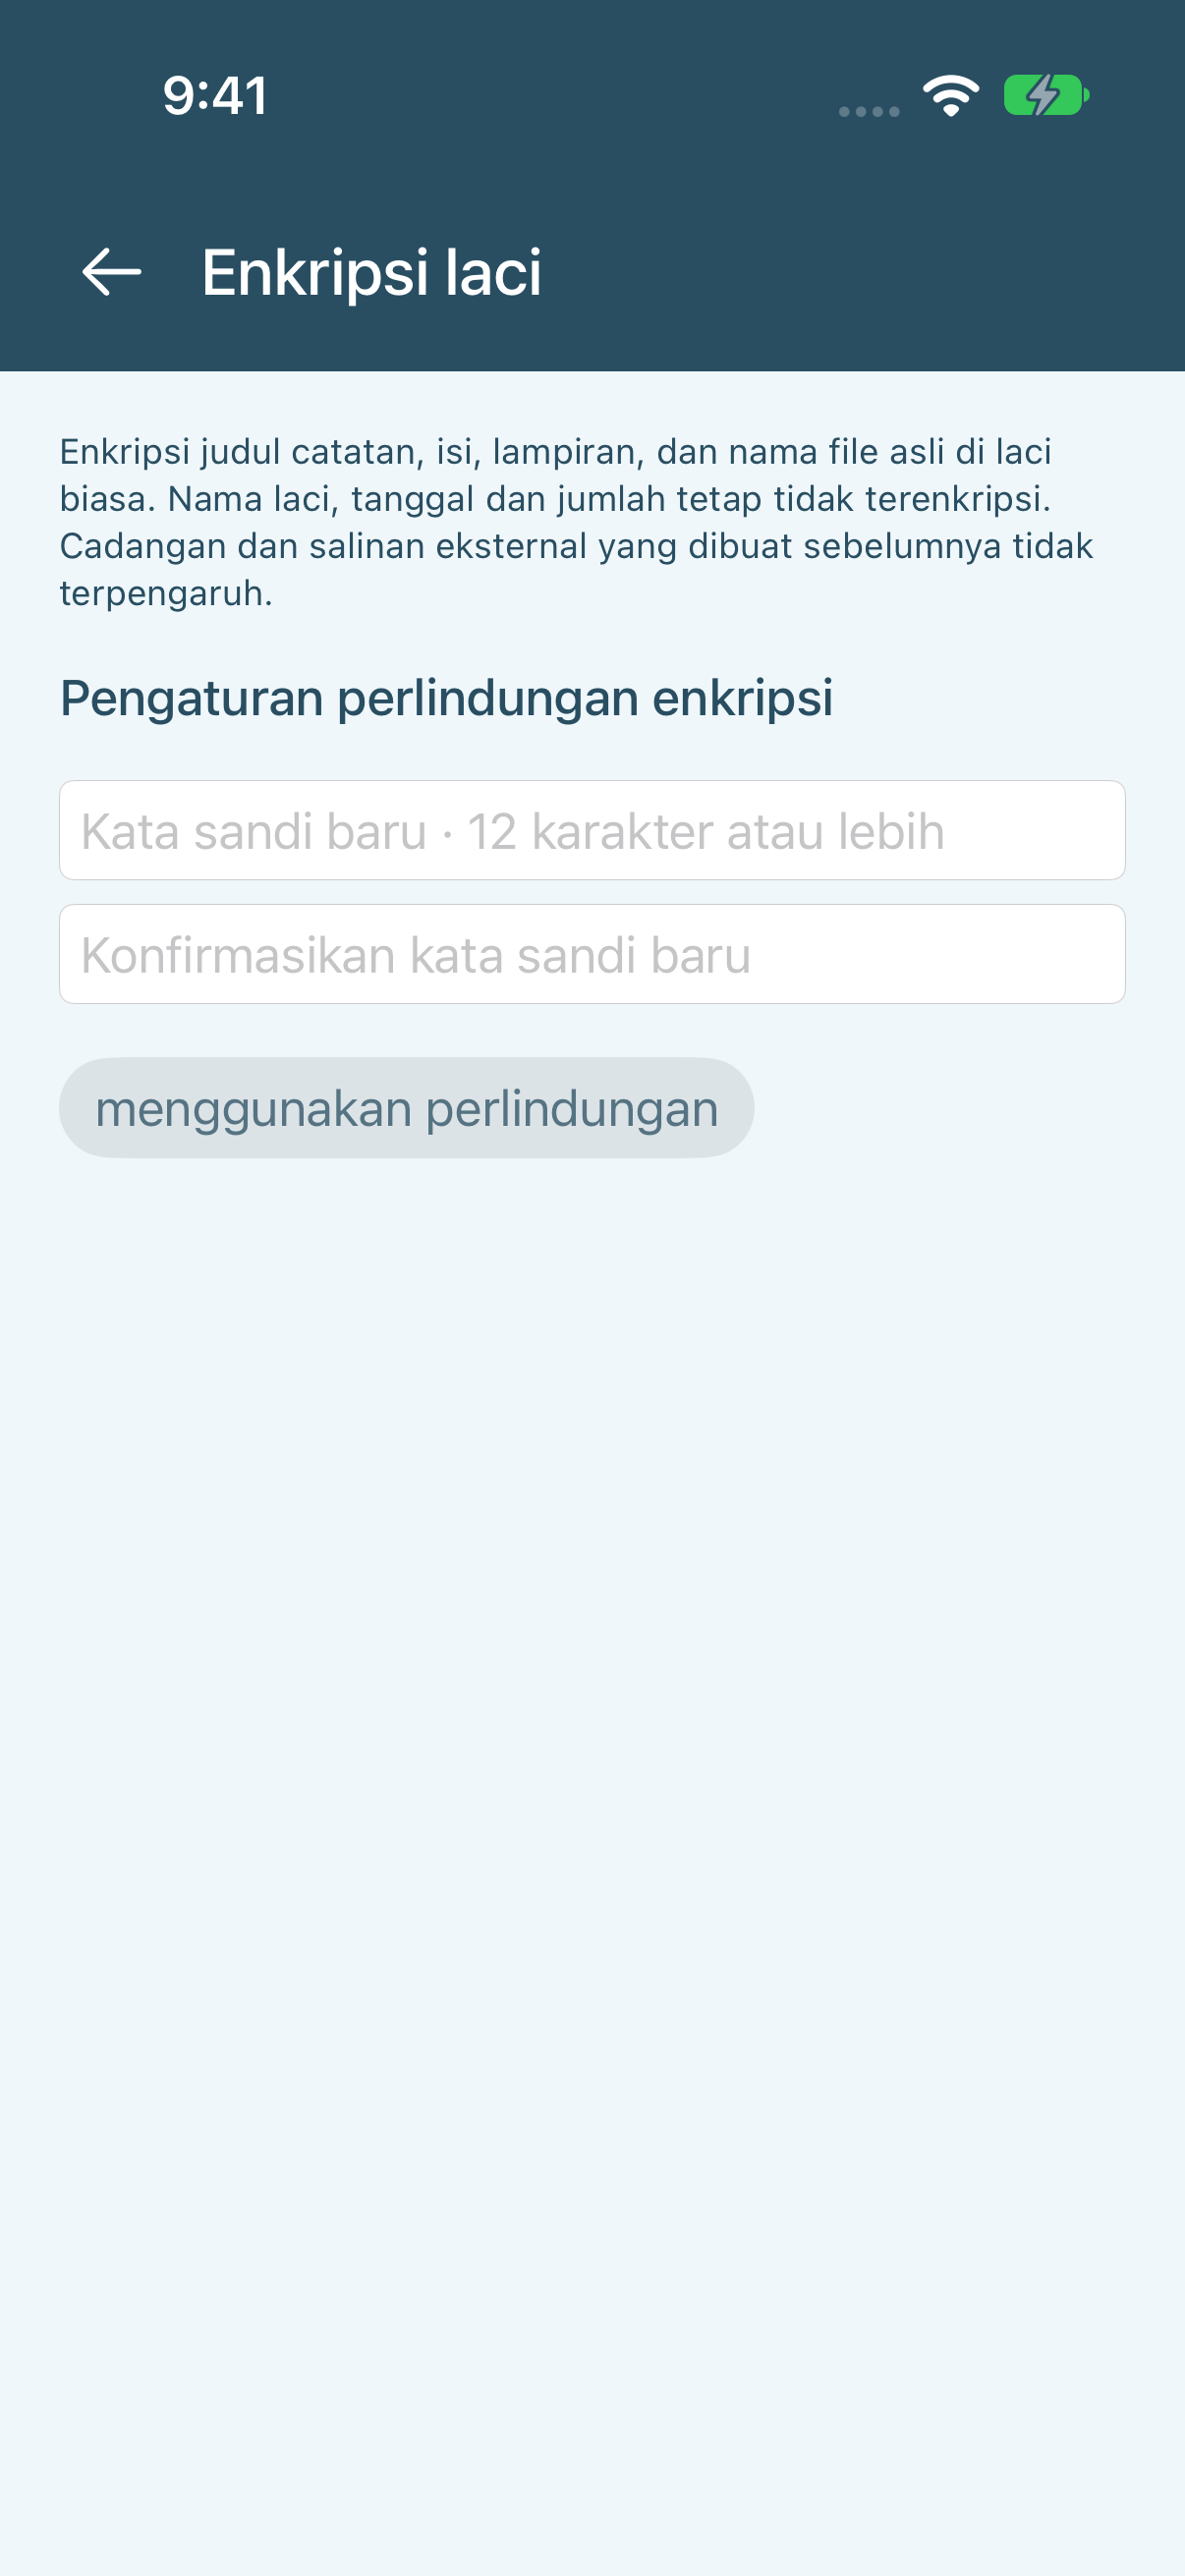 9:41
Enkripsi laci
Enkripsi judul catatan, isi, lampiran, dan nama file asli di laci
biasa. Nama laci, tanggal dan jumlah tetap tidak terenkripsi.
Cadangan dan salinan eksternal yang dibuat sebelumnya tidak
terpengaruh.
Pengaturan perlindungan enkripsi
Kata sandi baru · 12 karakter atau lebih
Konfirmasikan kata sandi baru
menggunakan perlindungan